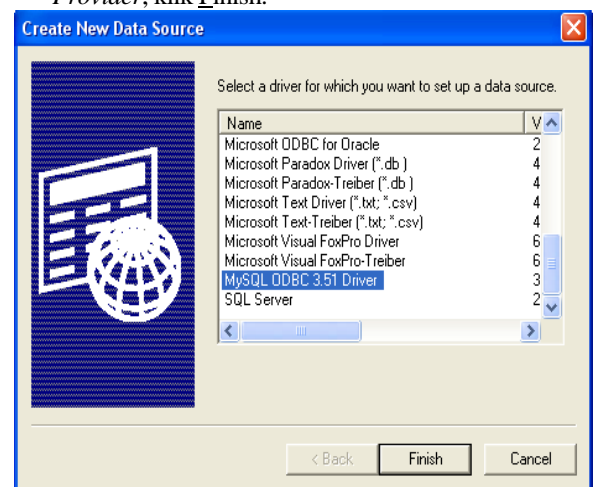 Provider, klik Finish.
Create New Data Source
Select a driver for which you want to set up a data source.
Name V
Microsoft ODBC for Oracle 2
Microsoft Paradox Driver (*.db ) 4
Microsoft Paradox-Treiber (*.db ) 4
Microsoft Text Driver (*.txt; *.csv) 4
Microsoft Text-Treiber (*.txt; *.csv) 4
Microsoft Visual FoxPro Driver 6
Microsoft Visual FoxPro-Treiber 6
MySQL ODBC 3.51 Driver 3
SQL Server 2
< Back Finish Cancel